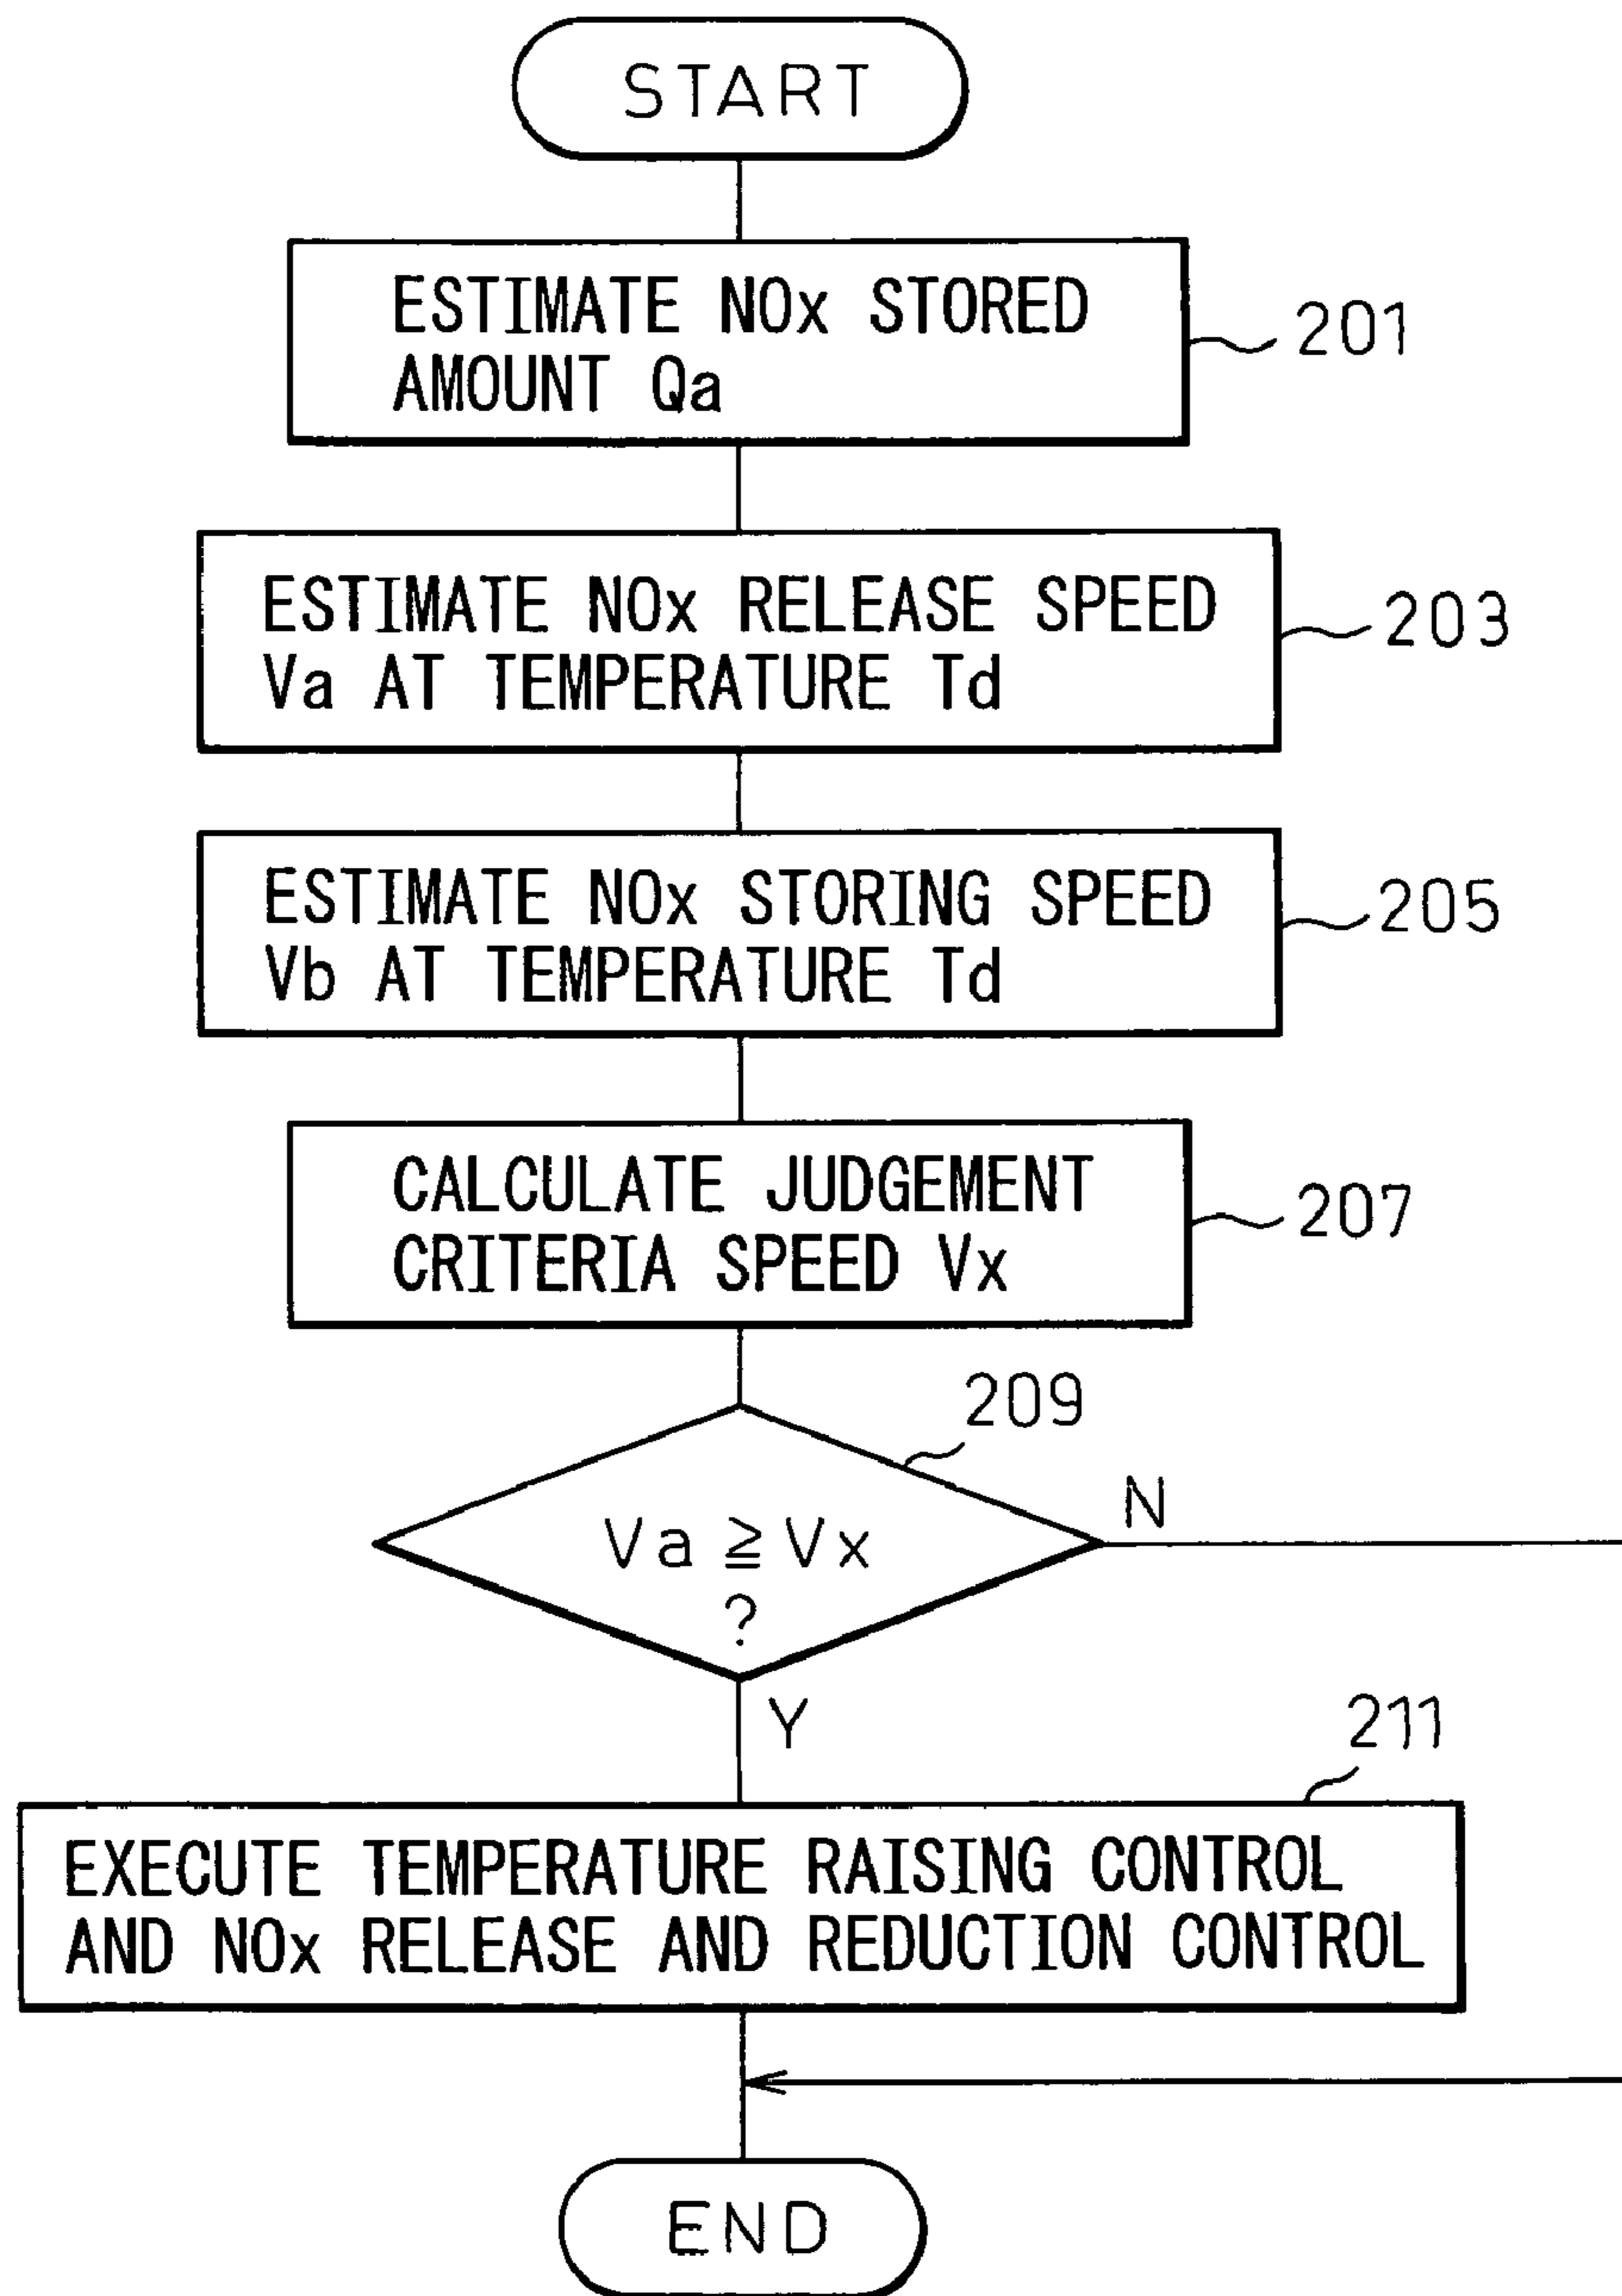 START
ESTIMATE NOx STORED
AMOUNT Qa
201
ESTIMATE NOx RELEASE SPEED
Va AT TEMPERATURE Td
203
ESTIMATE NOx STORING SPEED
Vb AT TEMPERATURE Td
205
CALCULATE JUDGEMENT
CRITERIA SPEED Vx
207
209
Va ≧ Vx
?
N
Y
211
EXECUTE TEMPERATURE RAISING CONTROL
AND NOx RELEASE AND REDUCTION CONTROL
END